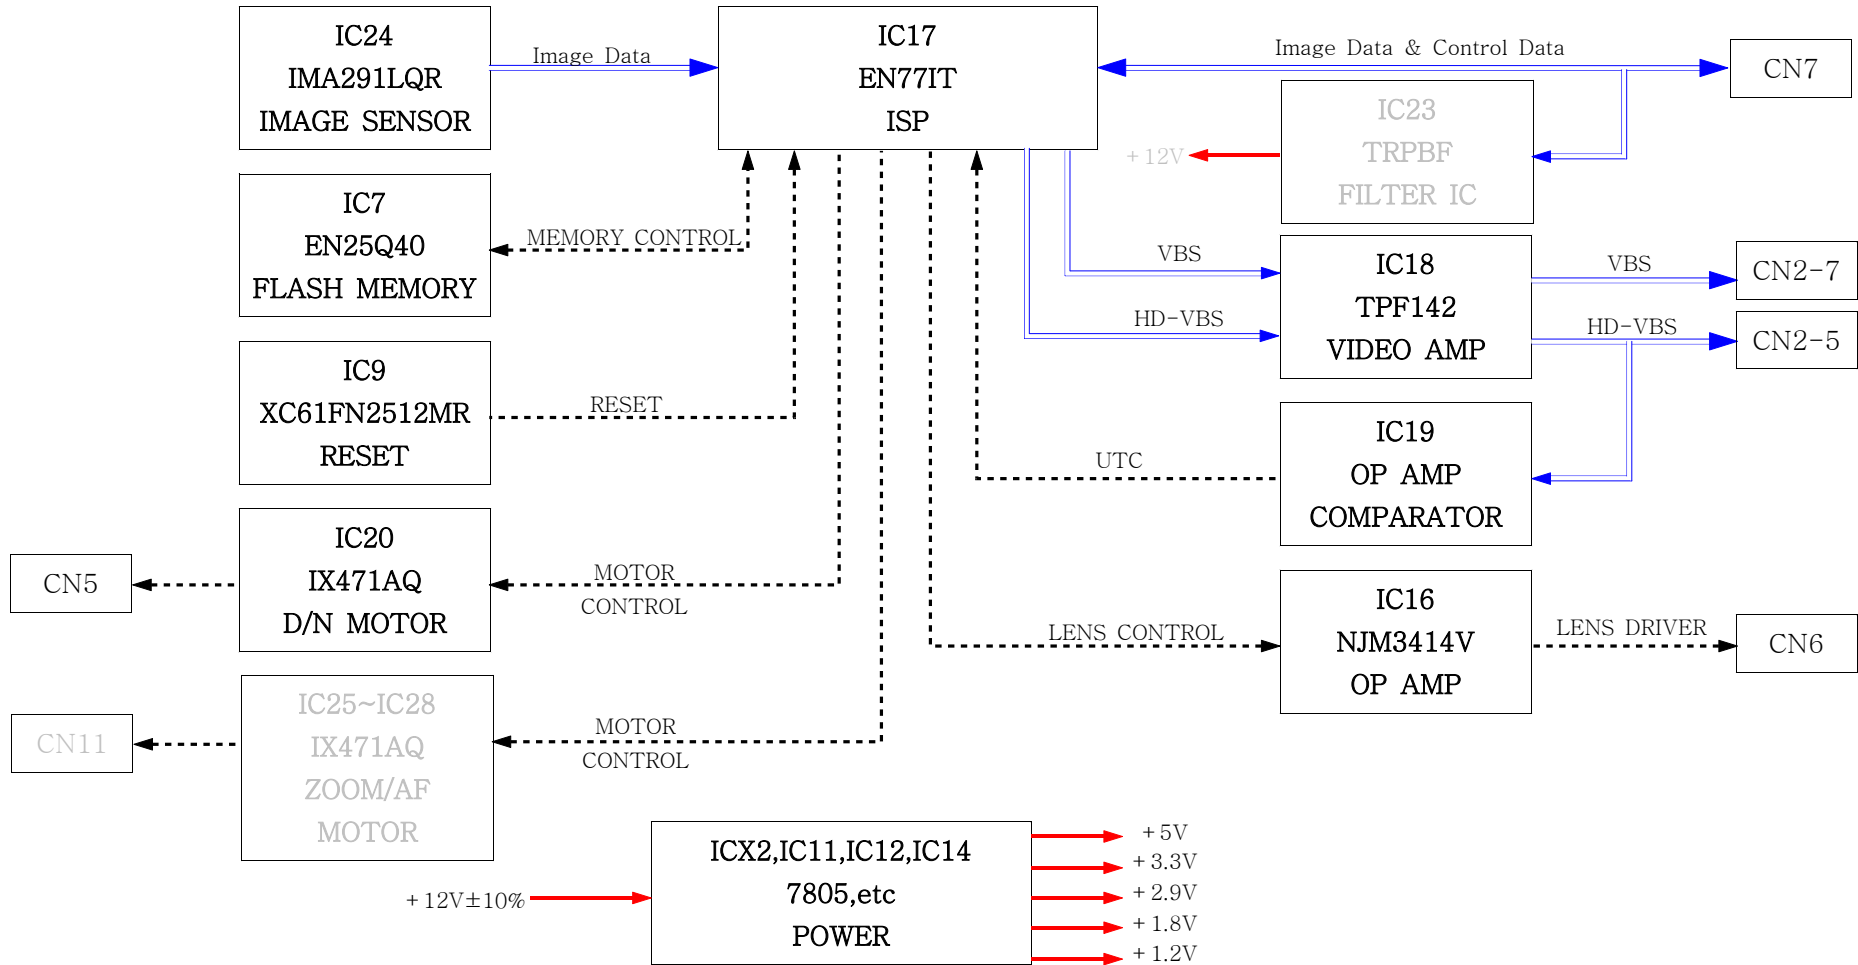 IC24
IMA291LQR
IMAGE SENSOR
Image Data
IC17
EN77IT
ISP
Image Data & Control Data
CN7
IC23
TRPBF
FILTER IC
+12V
IC7
EN25Q40
FLASH MEMORY
MEMORY CONTROL
VBS
HD-VBS
IC18
TPF142
VIDEO AMP
VBS
HD-VBS
CN2-7
CN2-5
IC9
XC61FN2512MR
RESET
RESET
UTC
IC19
OP AMP
COMPARATOR
CN5
IC20
IX471AQ
D/N MOTOR
MOTOR
CONTROL
LENS CONTROL
IC16
NJM3414V
OP AMP
LENS DRIVER
CN6
CN11
IC25~IC28
IX471AQ
ZOOM/AF
MOTOR
MOTOR
CONTROL
+12V±10%
ICX2,IC11,IC12,IC14
7805,etc
POWER
+5V
+3.3V
+2.9V
+1.8V
+1.2V